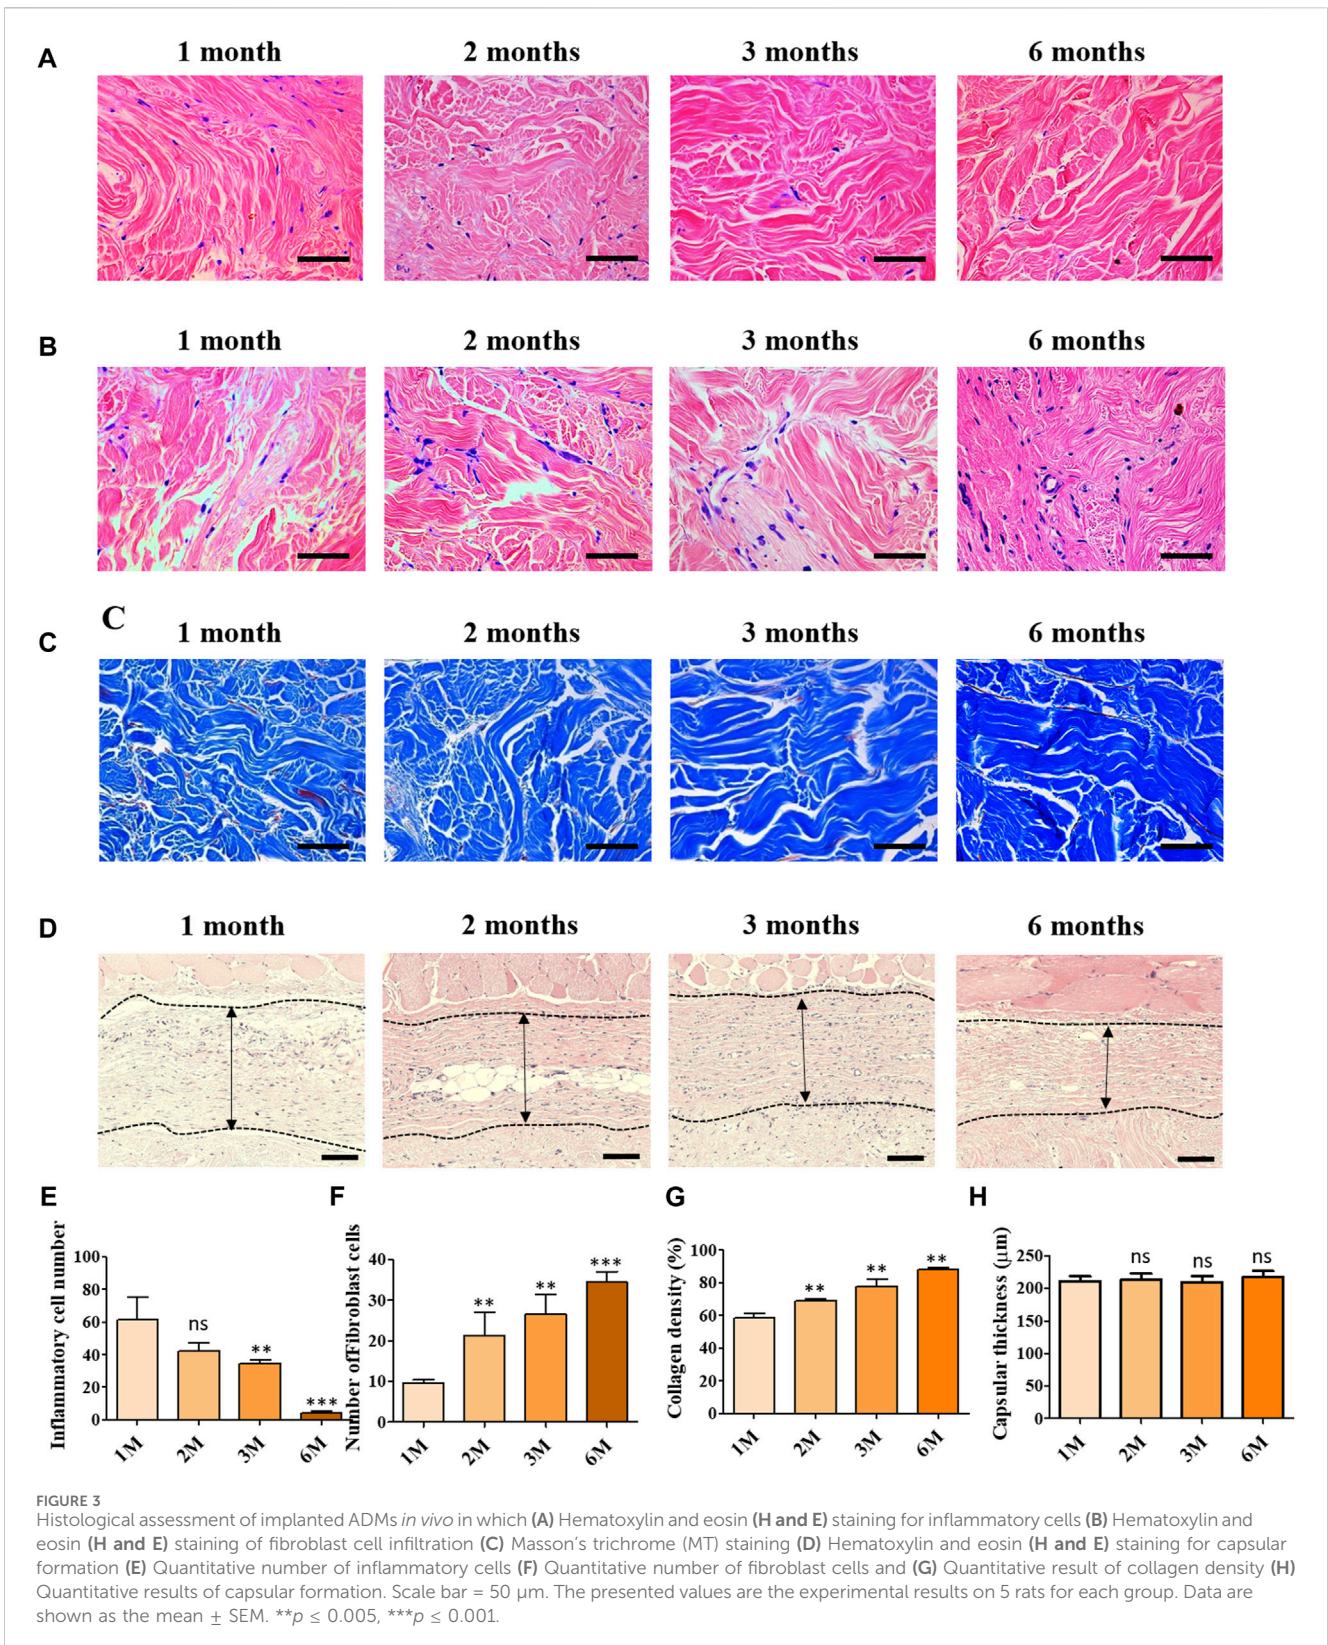 A
1 month
2 months
3 months
6 months
B
1 month
2 months
3 months
6 months
C
C
1 month
2 months
3 months
6 months
D
1 month
2 months
3 months
6 months
E
F
G
H
Inflammatory cell number
100
80
60
40
20
0
ns
**
***
1M
2M
3M
6M
Number ofFibroblast cells
40
30
20
10
0
**
**
***
1M
2M
3M
6M
Collagen density (%)
100
80
60
40
20
0
**
**
**
1M
2M
3M
6M
Capsular thickness (μm)
250
200
150
100
50
0
ns
ns
ns
1M
2M
3M
6M
FIGURE 3
Histological assessment of implanted ADMs in vivo in which (A) Hematoxylin and eosin (H and E) staining for inflammatory cells (B) Hematoxylin and
eosin (H and E) staining of fibroblast cell infiltration (C) Masson's trichrome (MT) staining (D) Hematoxylin and eosin (H and E) staining for capsular
formation (E) Quantitative number of inflammatory cells (F) Quantitative number of fibroblast cells and (G) Quantitative result of collagen density (H)
Quantitative results of capsular formation. Scale bar = 50 μm. The presented values are the experimental results on 5 rats for each group. Data are
shown as the mean ± SEM. **p ≤ 0.005, ***p ≤ 0.001.